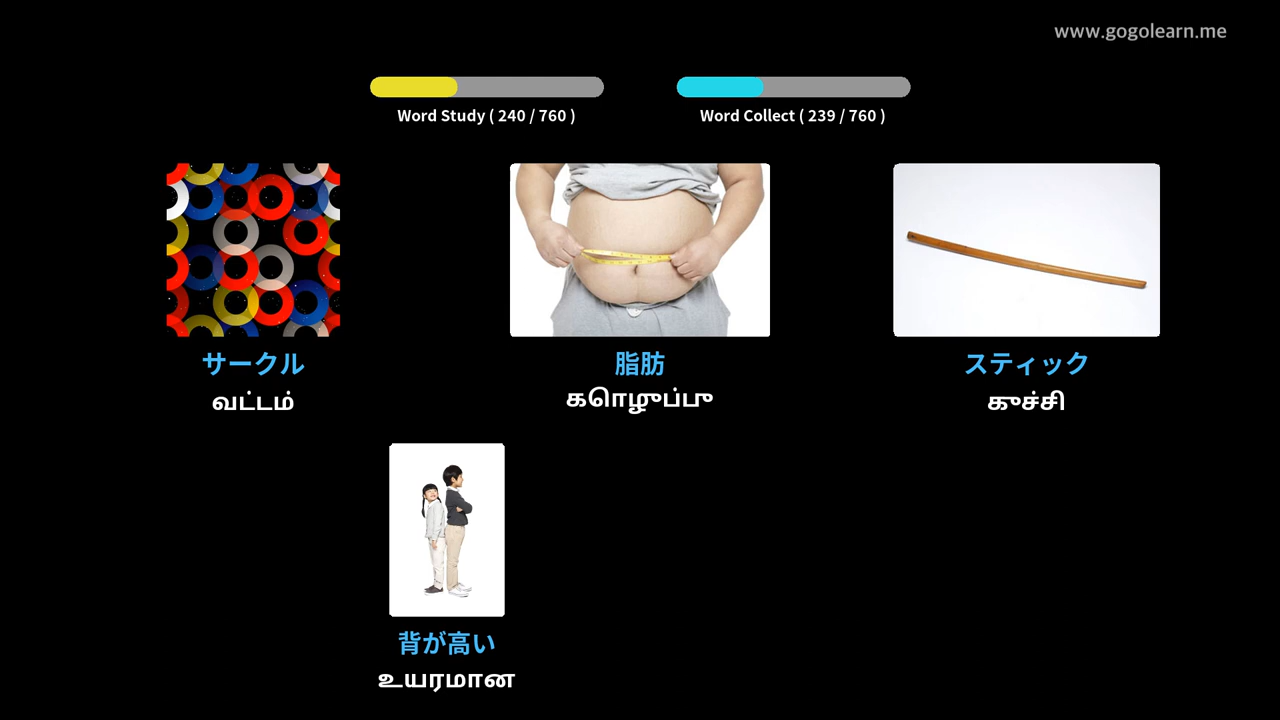 www.gogolearn.me
Word Study ( 240 / 760 )
Word Collect ( 239 / 760 )
サークル
வட்டம்
脂肪
கொழுப்பு
スティック
குச்சி
背が高い
உயரமான